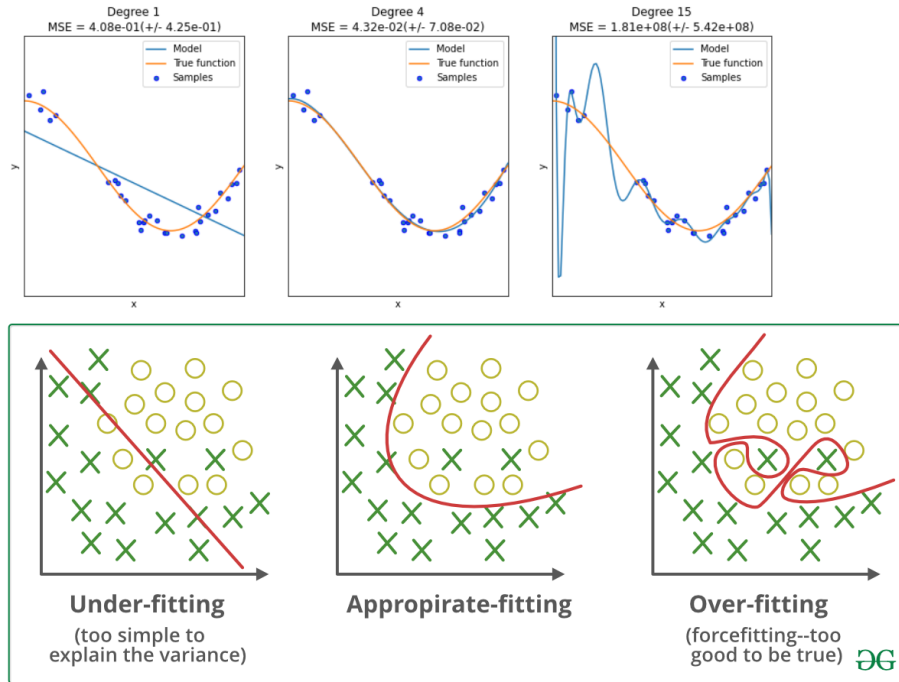 Degree 1
MSE = 4.08e-01(+/- 4.25e-01)
Model
True function
Samples
y
x
Degree 4
MSE = 4.32e-02(+/- 7.08e-02)
Model
True function
Samples
y
x
Degree 15
MSE = 1.81e+08(+/- 5.42e+08)
Model
True function
Samples
y
x
Under-fitting
(too simple to
explain the variance)
Appropirate-fitting
Over-fitting
(forcefitting--too
good to be true)